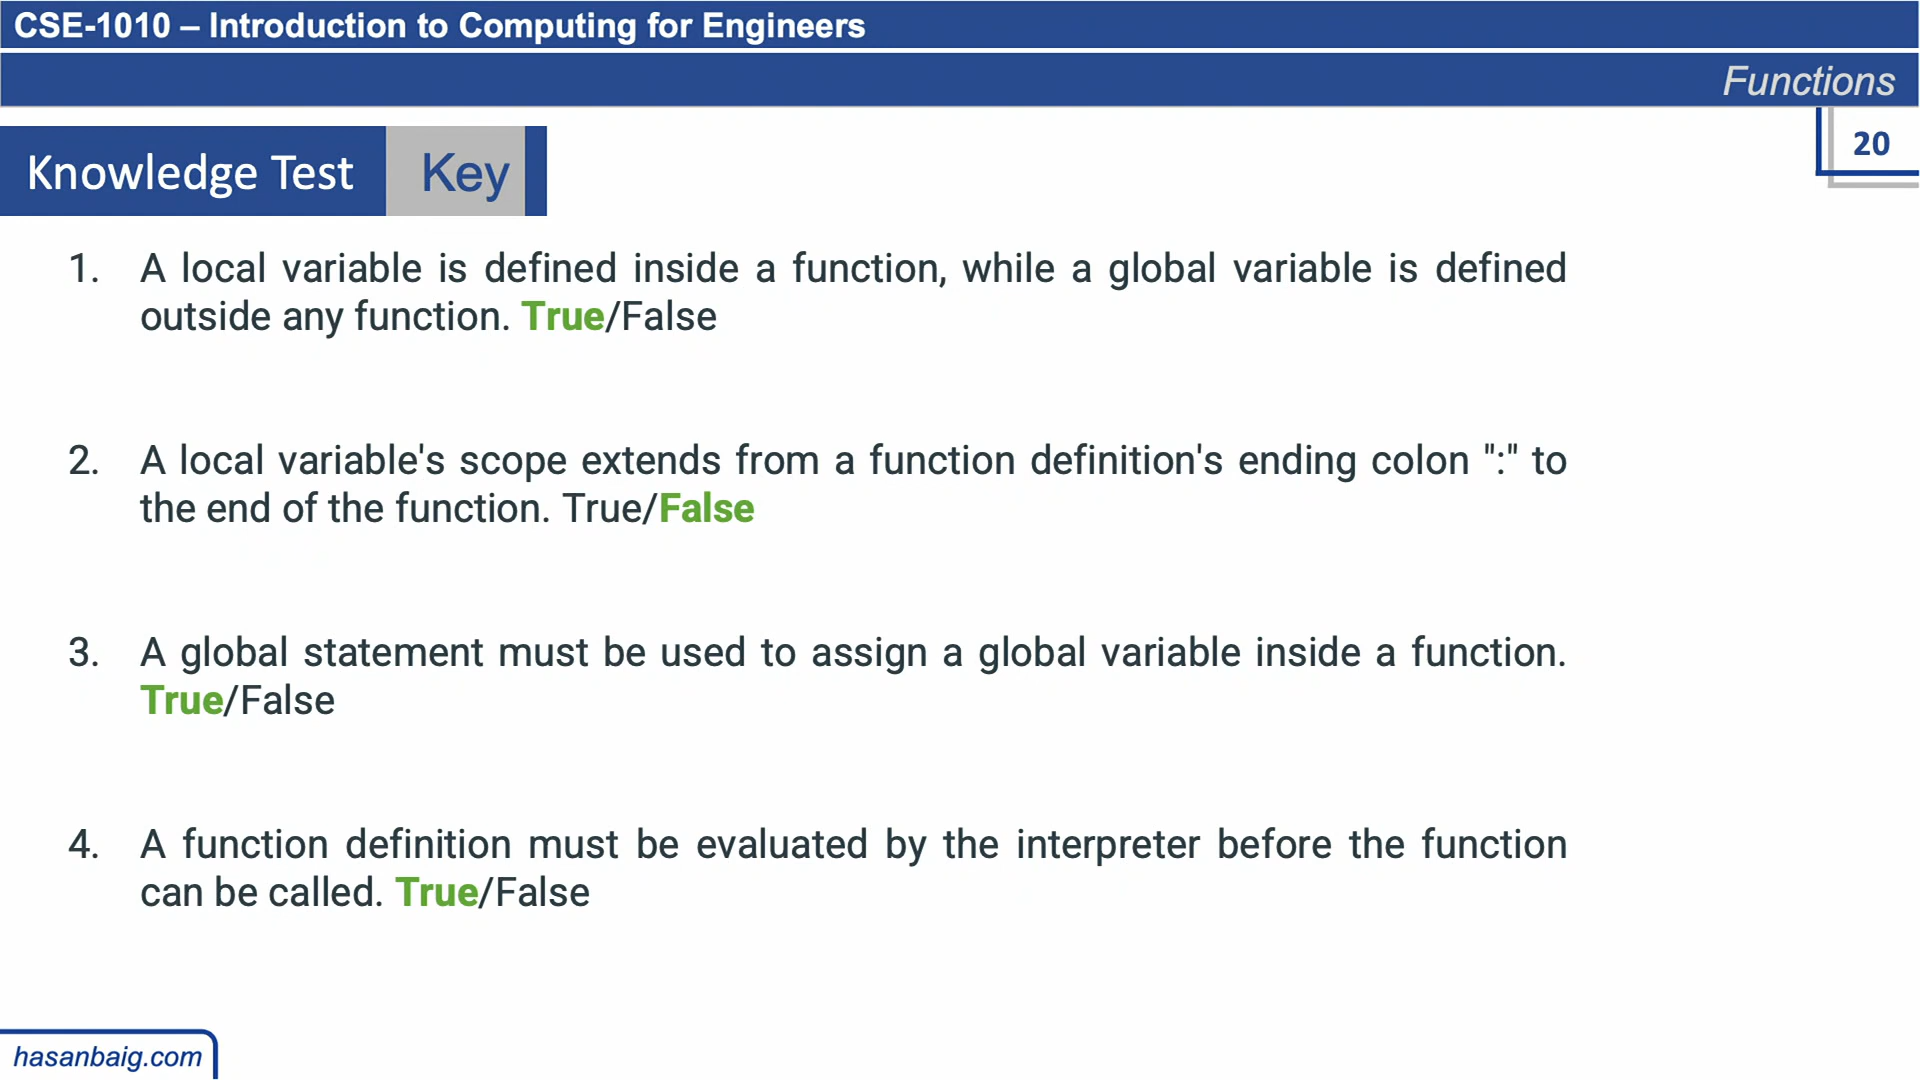 CSE-1010 – Introduction to Computing for Engineers
Functions
20
Knowledge Test Key
1. A local variable is defined inside a function, while a global variable is defined
outside any function. True/False
2. A local variable's scope extends from a function definition's ending colon ":" to
the end of the function. True/False
3. A global statement must be used to assign a global variable inside a function.
True/False
4. A function definition must be evaluated by the interpreter before the function
can be called. True/False
hasanbaig.com